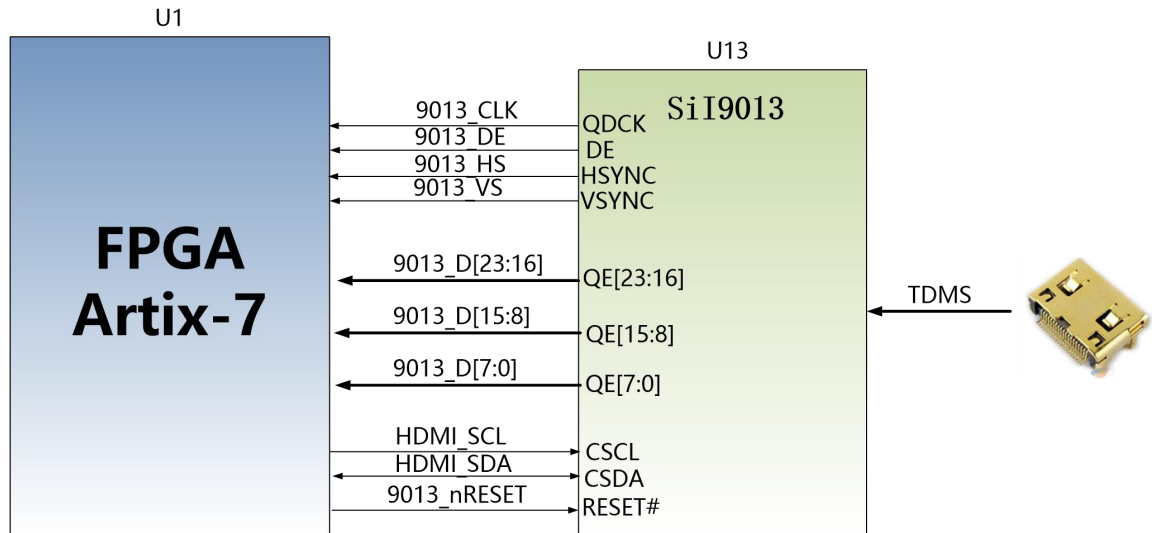 U1
U13
SiI9013
FPGA
Artix-7
9013_CLK
QDCK
9013_DE
DE
9013_HS
HSYNC
9013_VS
VSYNC
9013_D[23:16]
QE[23:16]
9013_D[15:8]
QE[15:8]
9013_D[7:0]
QE[7:0]
TDMS
HDMI_SCL
CSCL
HDMI_SDA
CSDA
9013_nRESET
RESET#